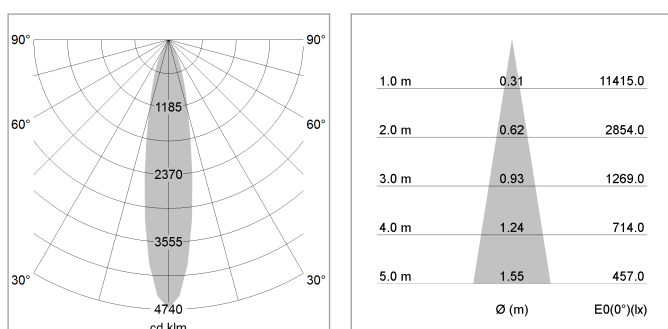 90° 90°
1185
60° 60°
2370
3555
30° 30°
4740
cd klm
1.0 m 0.31 11415.0
2.0 m 0.62 2854.0
3.0 m 0.93 1269.0
4.0 m 1.24 714.0
5.0 m 1.55 457.0
Ø (m) E0(0°)(lx)